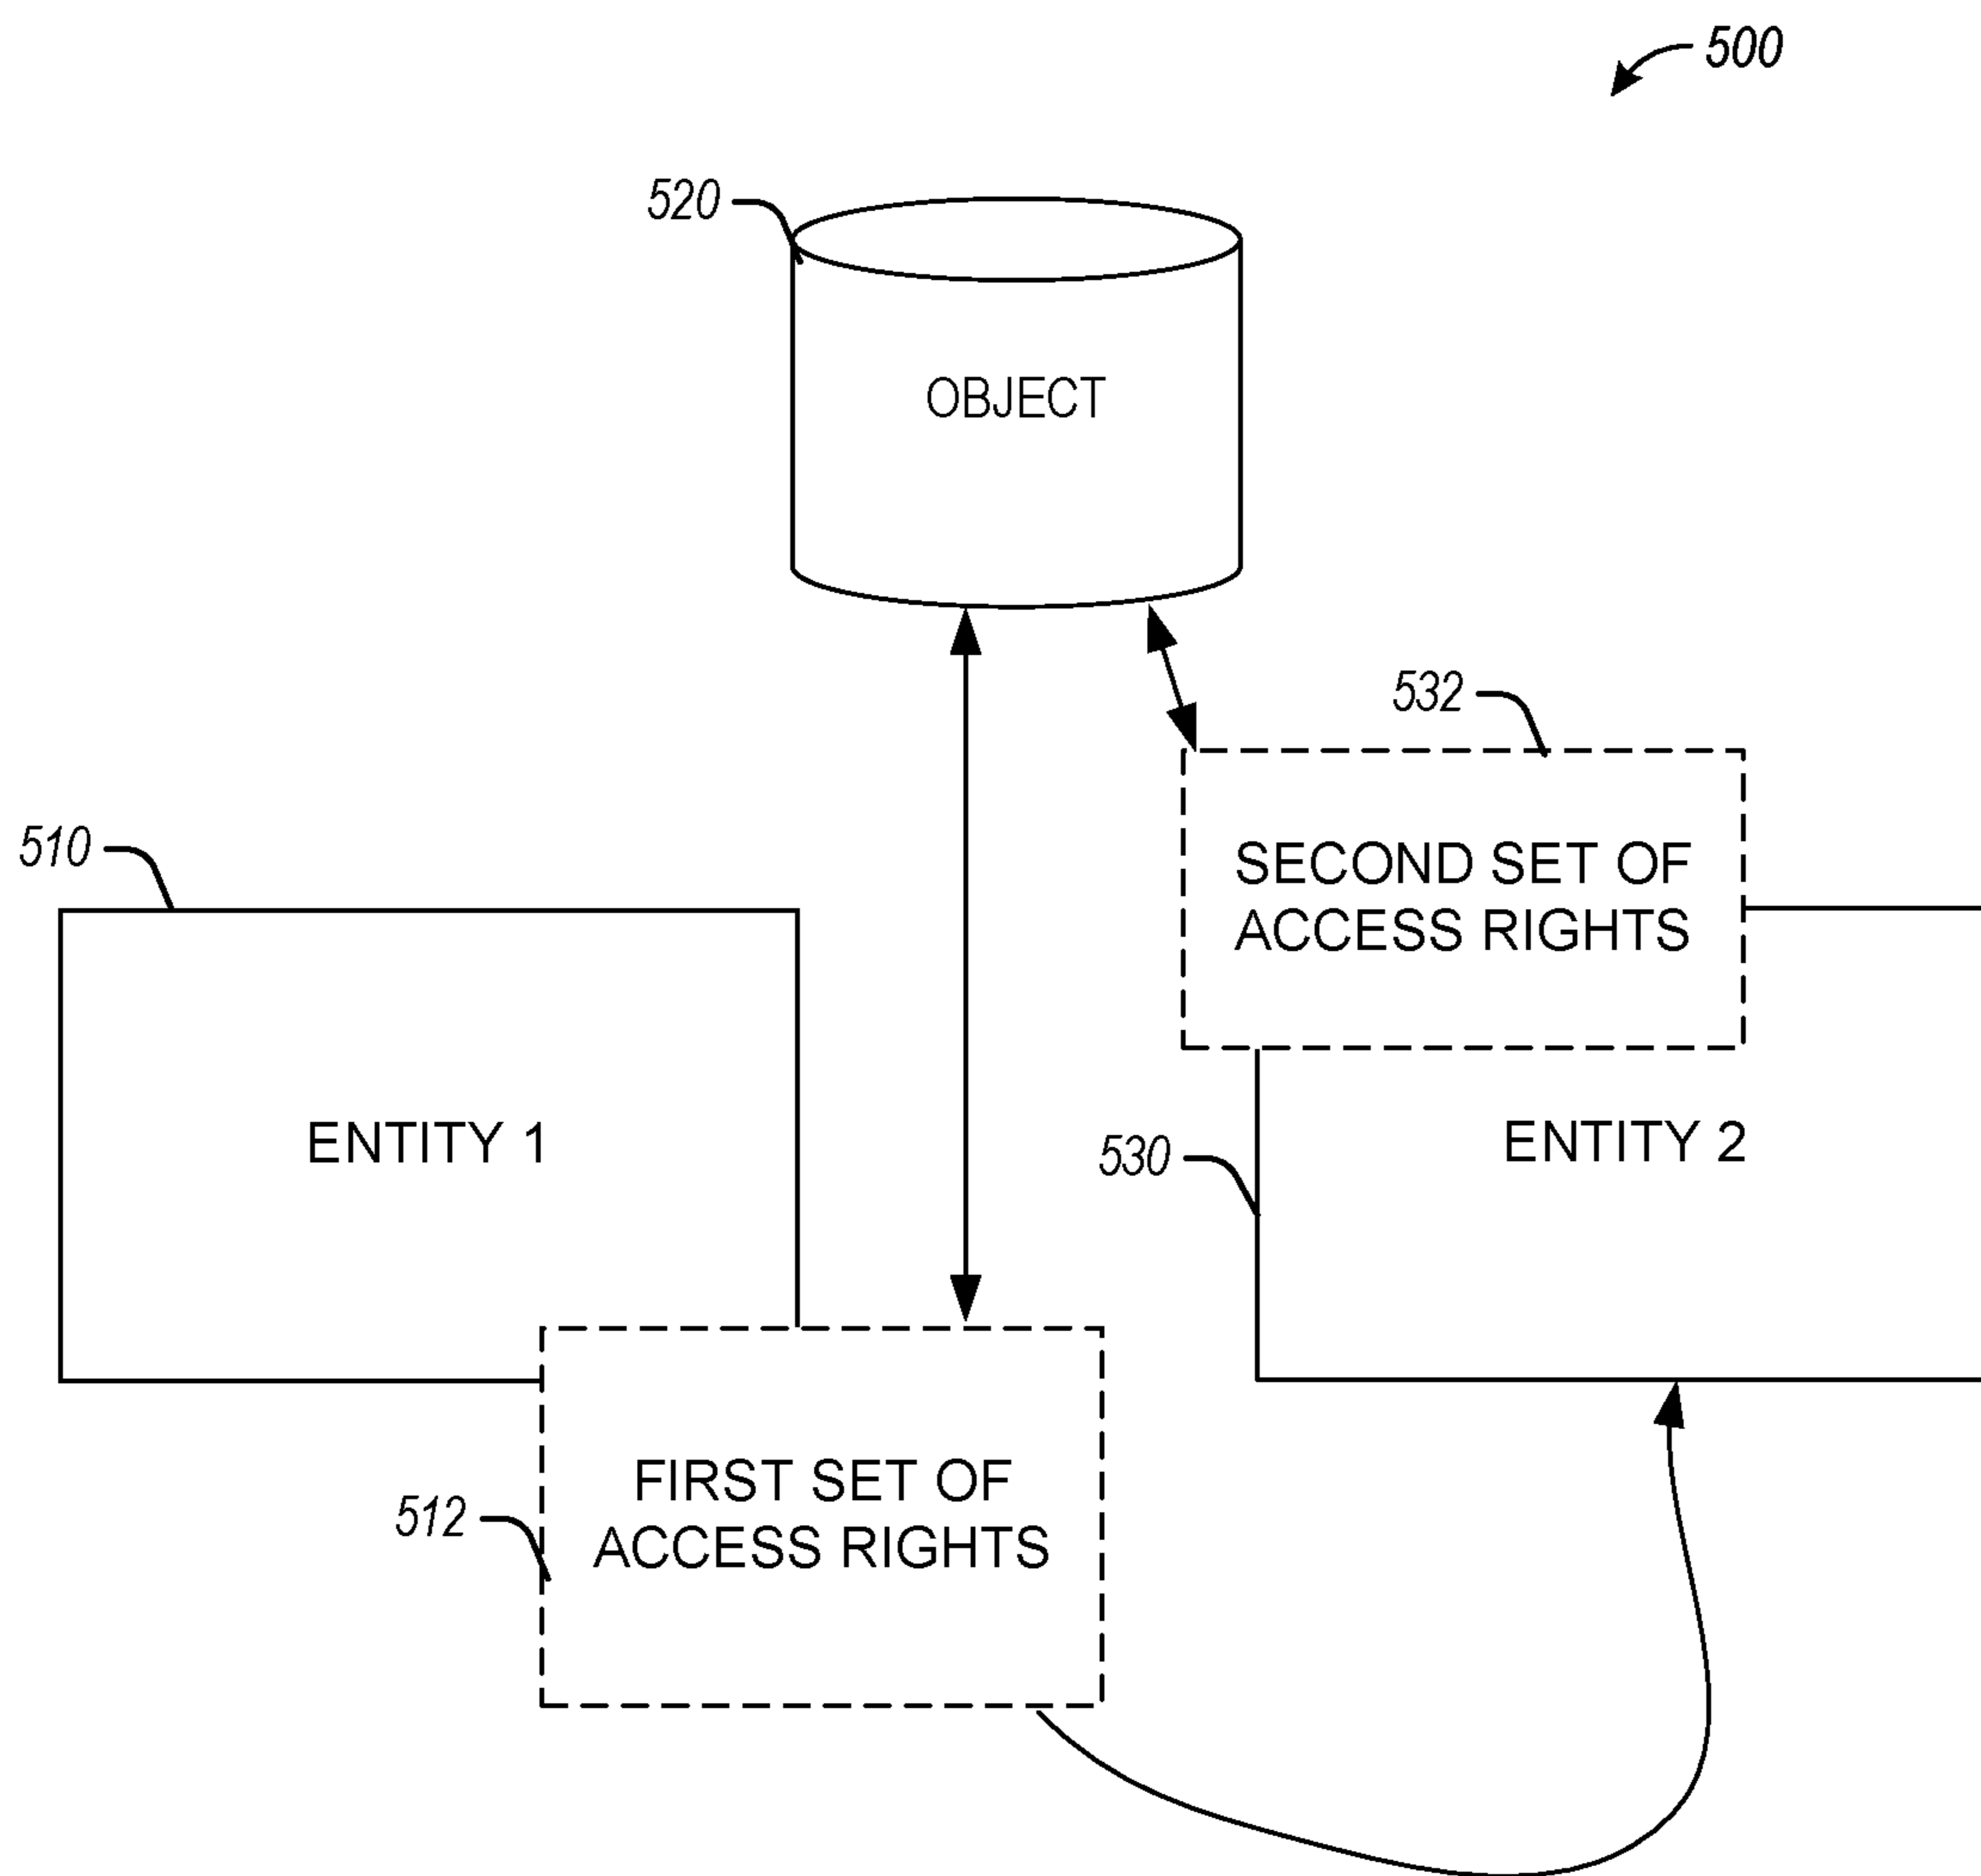 500
520
OBJECT
532
SECOND SET OF
ACCESS RIGHTS
510
ENTITY 1
530
ENTITY 2
512
FIRST SET OF
ACCESS RIGHTS